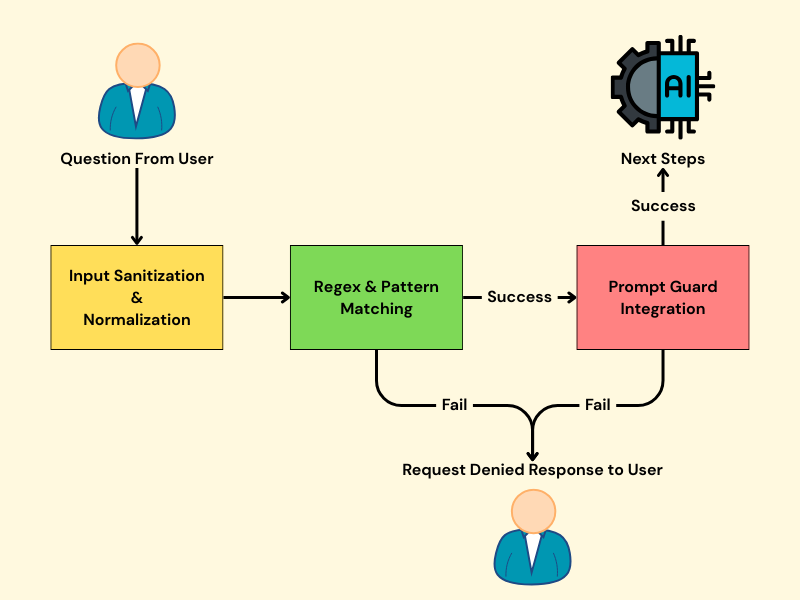 Question From User
Next Steps
Success
Input Sanitization
&
Normalization
Regex & Pattern
Matching
Success
Prompt Guard
Integration
Fail
Fail
Request Denied Response to User
AI